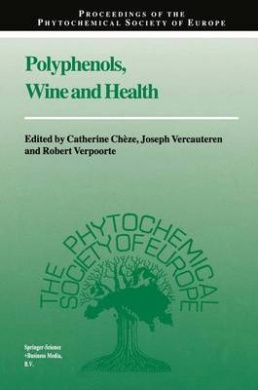 PROCEEDINGS OF THE
PHYTOCHEMICAL SOCIETY OF EUROPE
Polyphenols,
Wine and Health
Edited by Catherine Chèze, Joseph Vercauteren
and Robert Verpoorte
THE PHYTOCHEMICAL
SOCIETY OF EUROPE
Springer-Science
+Business Media,
B.V.